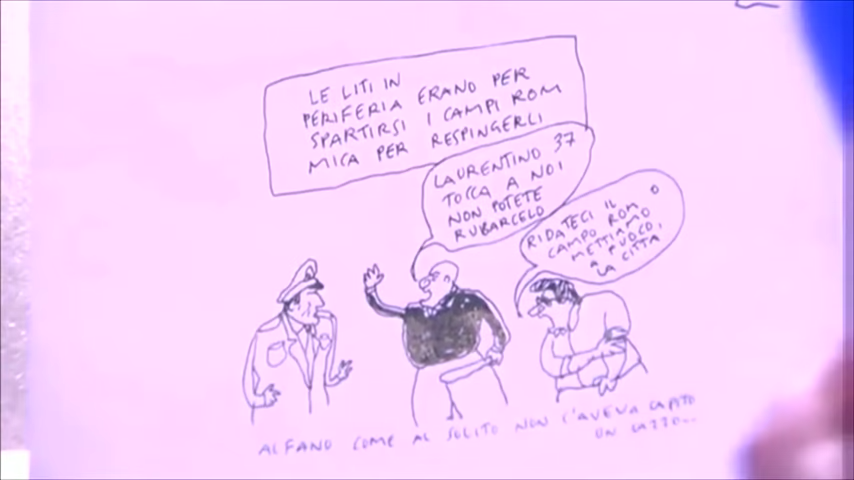 LE LITI IN
PERIFERIA ERANO PER
SPARTIRSI I CAMPI ROM
MICA PER RESPINGERLI
LAURENTINO 37
TOCCA A NOI
NON POTETE
RUBARCELO
RIDATECI IL
CAMPO ROM O
METTIAMO
A FUOCO
LA CITTÀ
ALFANO COME AL SOLITO NON C'AVEVA CAPITO
UN CAZZO...